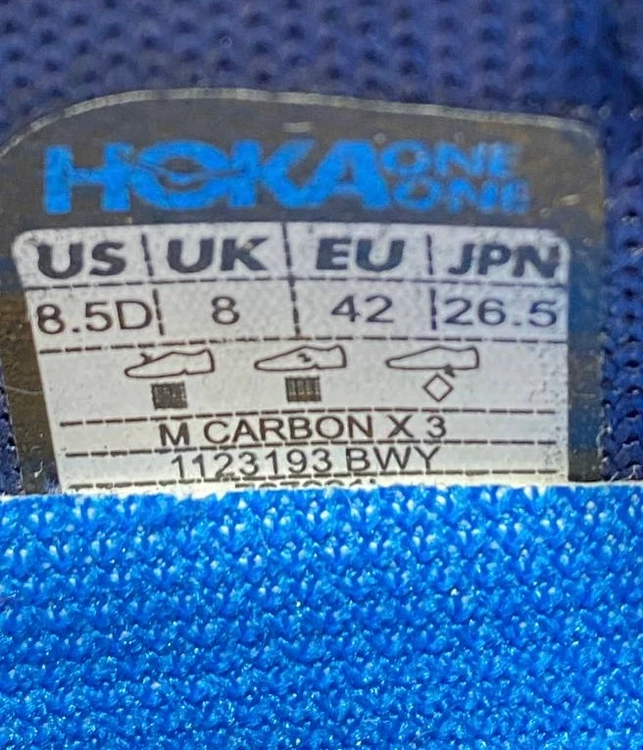 HOKA ONE ONE
US UK EU JPN
8.5D 8 42 26.5
M CARBON X 3
1123193 BWY